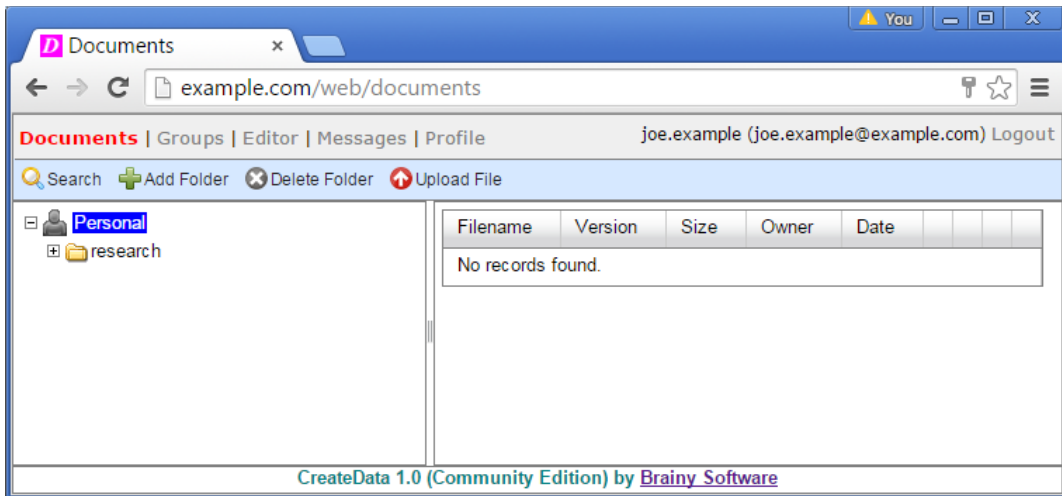 You
D Documents
example.com/web/documents
Documents | Groups | Editor | Messages | Profile joe.example (joe.example@example.com) Logout
Search Add Folder Delete Folder Upload File
Personal
research
Filename Version Size Owner Date
No records found.
CreateData 1.0 (Community Edition) by Brainy Software